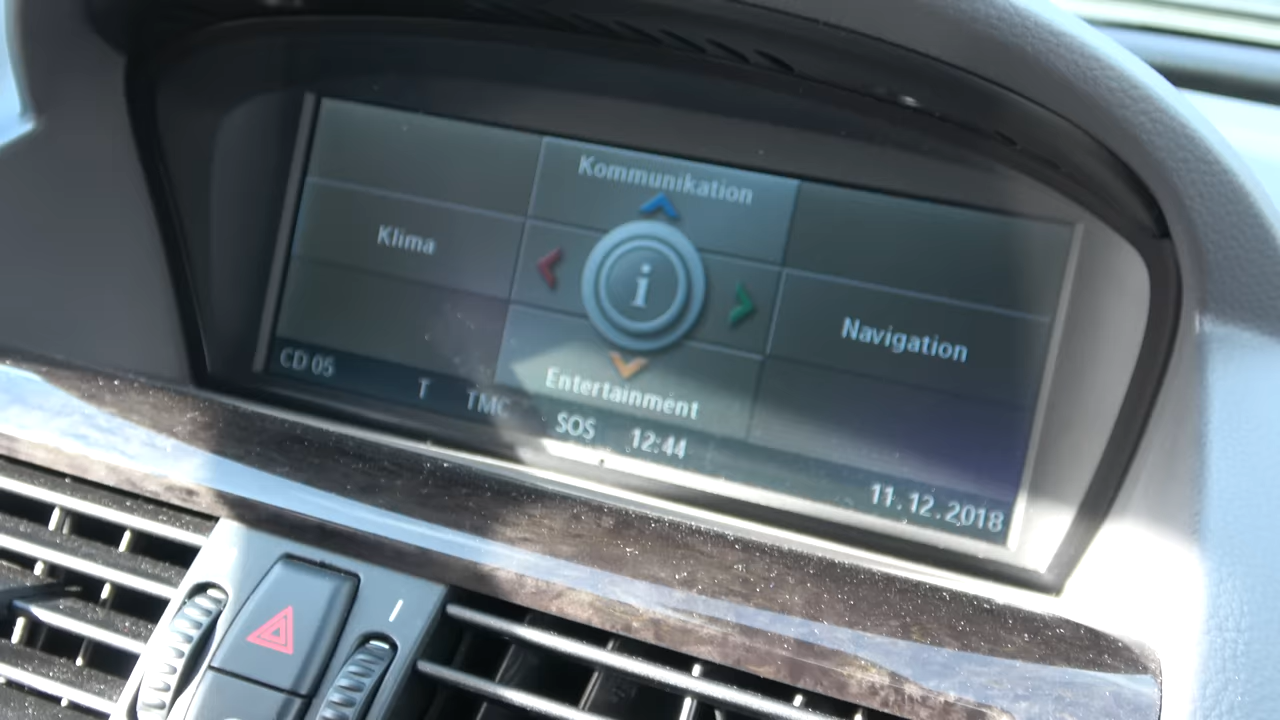 Kommunikation
Klima
i
Navigation
Entertainment
CD 05 T TMC SOS 12:44 11.12.2018